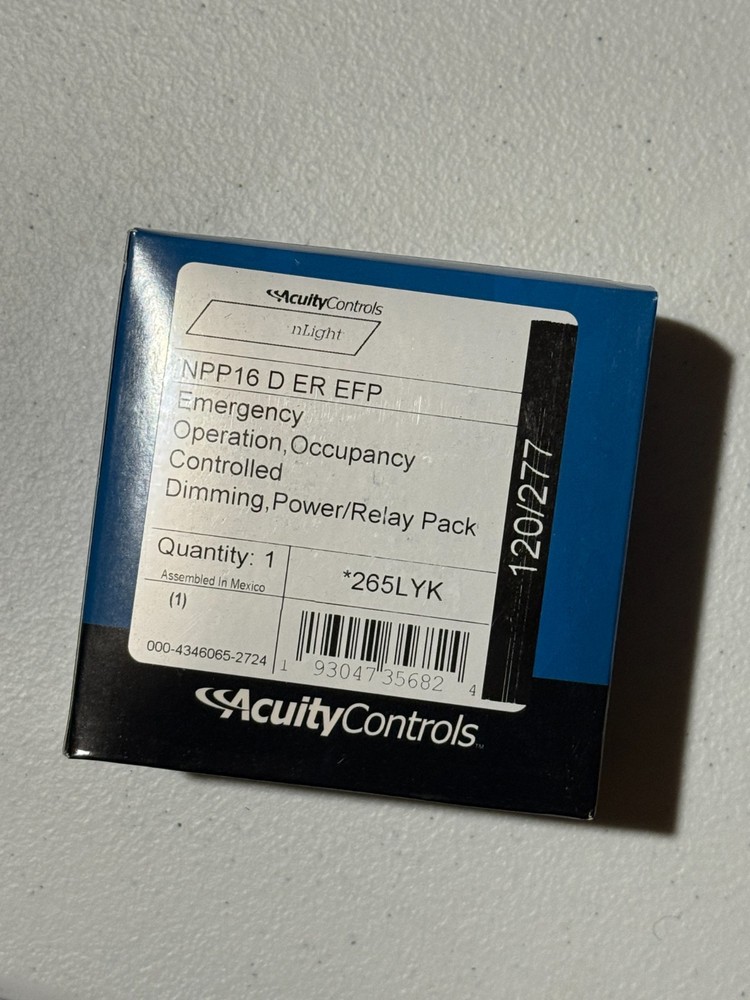 AcuityControls
nLight
NPP16 D ER EFP
Emergency
Operation,Occupancy
Controlled
Dimming,Power/Relay Pack
120/277
Quantity: 1
Assembled In Mexico
(1)
*265LYK
000-4346065-2724
1 93047 35682 4
AcuityControls™